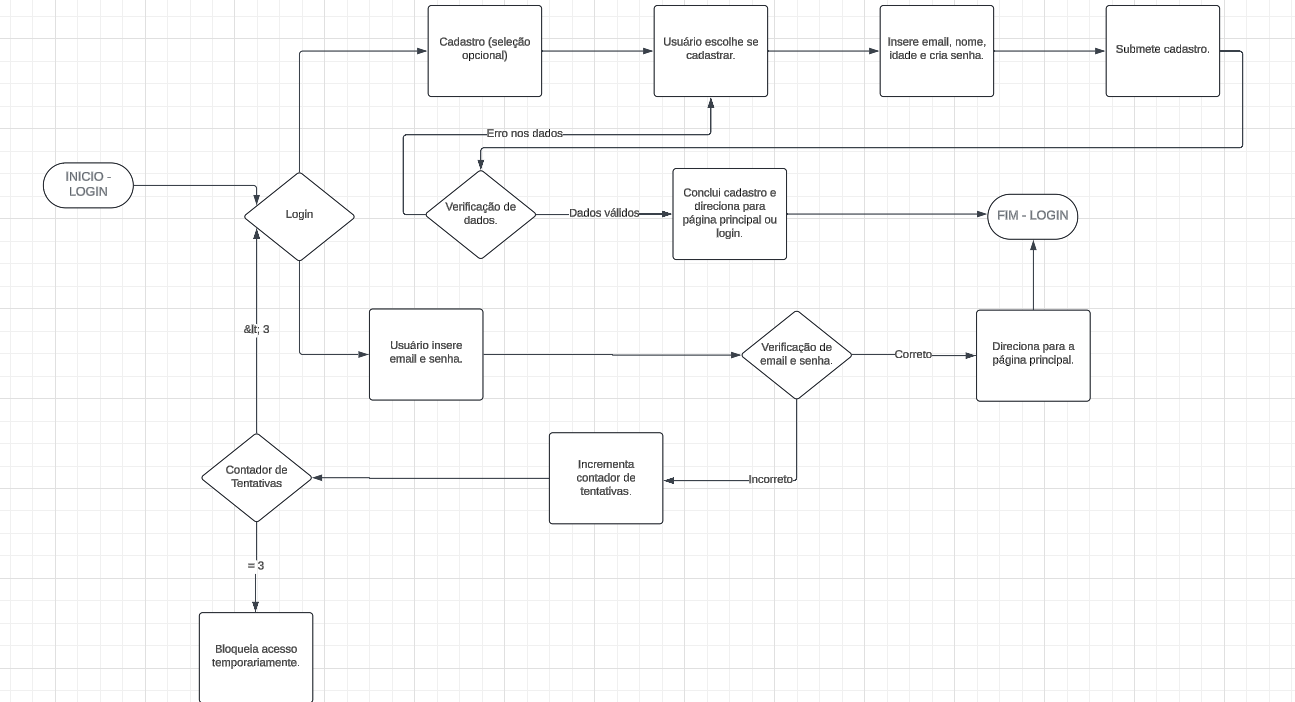 Cadastro (seleção
opcional)
Usuário escolhe se
cadastrar.
Insere email, nome,
idade e cria senha.
Submete cadastro.
Erro nos dados
INÍCIO -
LOGIN
Login
Verificação de
dados.
Dados válidos
Conclui cadastro e
direciona para
página principal ou
login.
FIM - LOGIN
&lt; 3
Usuário insere
email e senha.
Verificação de
email e senha.
Correto
Direciona para a
página principal.
Contador de
Tentativas
Incrementa
contador de
tentativas.
Incorreto
= 3
Bloqueia acesso
temporariamente.